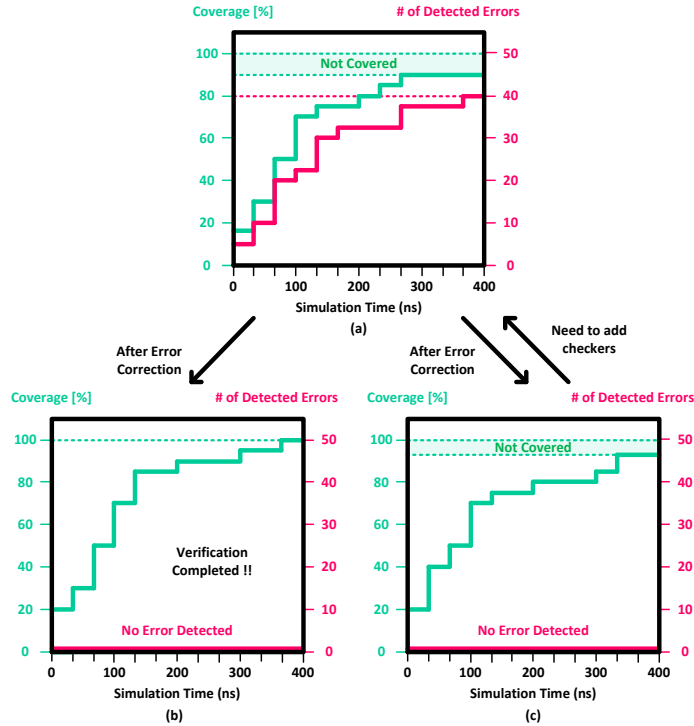 Coverage [%]
# of Detected Errors
100
80
60
40
20
0
Not Covered
50
40
30
20
10
0
0
100
200
300
400
Simulation Time (ns)
(a)
After Error
Correction
After Error
Correction
Need to add
checkers
Coverage [%]
# of Detected Errors
100
80
60
40
20
0
50
40
30
20
10
0
Verification
Completed !!
No Error Detected
0
100
200
300
400
Simulation Time (ns)
(b)
Coverage [%]
# of Detected Errors
100
80
60
40
20
0
Not Covered
50
40
30
20
10
0
No Error Detected
0
100
200
300
400
Simulation Time (ns)
(c)